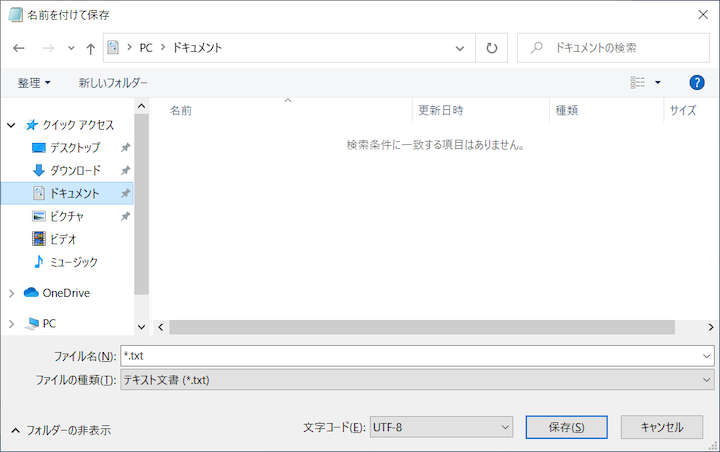 名前を付けて保存
PC ドキュメント
ドキュメントの検索
整理 新しいフォルダー
?
名前 更新日時 種類 サイズ
検索条件に一致する項目はありません。
クイック アクセス
デスクトップ
ダウンロード
ドキュメント
ピクチャ
ビデオ
ミュージック
OneDrive
PC
ファイル名(N): *.txt
ファイルの種類(T): テキスト文書 (*.txt)
フォルダーの非表示
文字コード(E): UTF-8
保存(S)
キャンセル